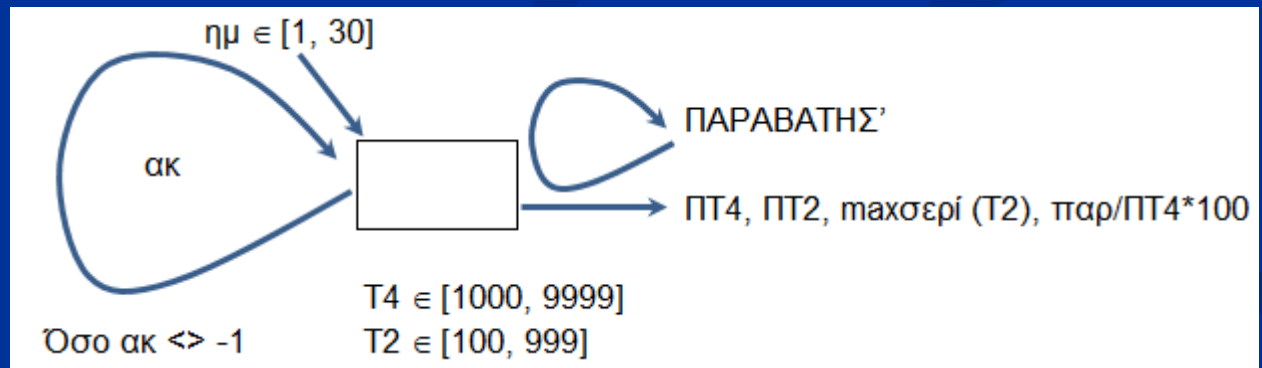 ημ ∈ [1, 30]
ΠΑΡΑΒΑΤΗΣ’
ακ
ΠΤ4, ΠΤ2, maxσερί (Τ2), παρ/ΠΤ4*100
Τ4 ∈ [1000, 9999]
Όσο ακ <> -1
Τ2 ∈ [100, 999]